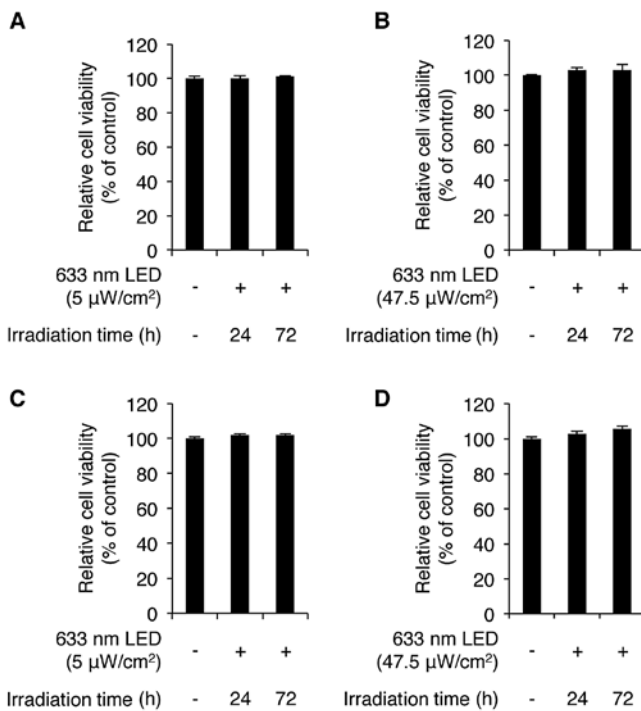 A
Relative cell viability
(% of control)
120
100
80
60
40
20
0
633 nm LED
(5 µW/cm²)
- + +
Irradiation time (h) - 24 72
B
Relative cell viability
(% of control)
120
100
80
60
40
20
0
633 nm LED
(47.5 µW/cm²)
- + +
Irradiation time (h) - 24 72
C
Relative cell viability
(% of control)
120
100
80
60
40
20
0
633 nm LED
(5 µW/cm²)
- + +
Irradiation time (h) - 24 72
D
Relative cell viability
(% of control)
120
100
80
60
40
20
0
633 nm LED
(47.5 µW/cm²)
- + +
Irradiation time (h) - 24 72